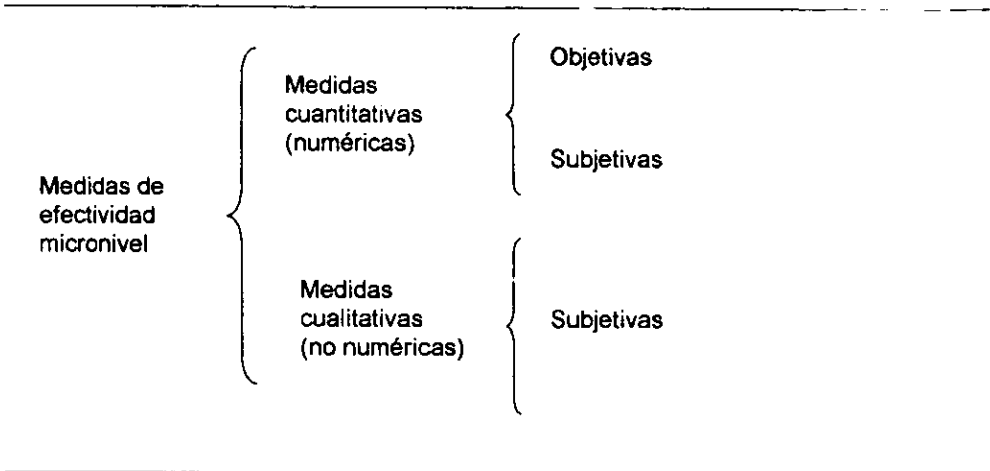 Medidas de
efectividad
micronivel
Medidas
cuantitativas
(numéricas)
Objetivas
Subjetivas
Medidas
cualitativas
(no numéricas)
Subjetivas